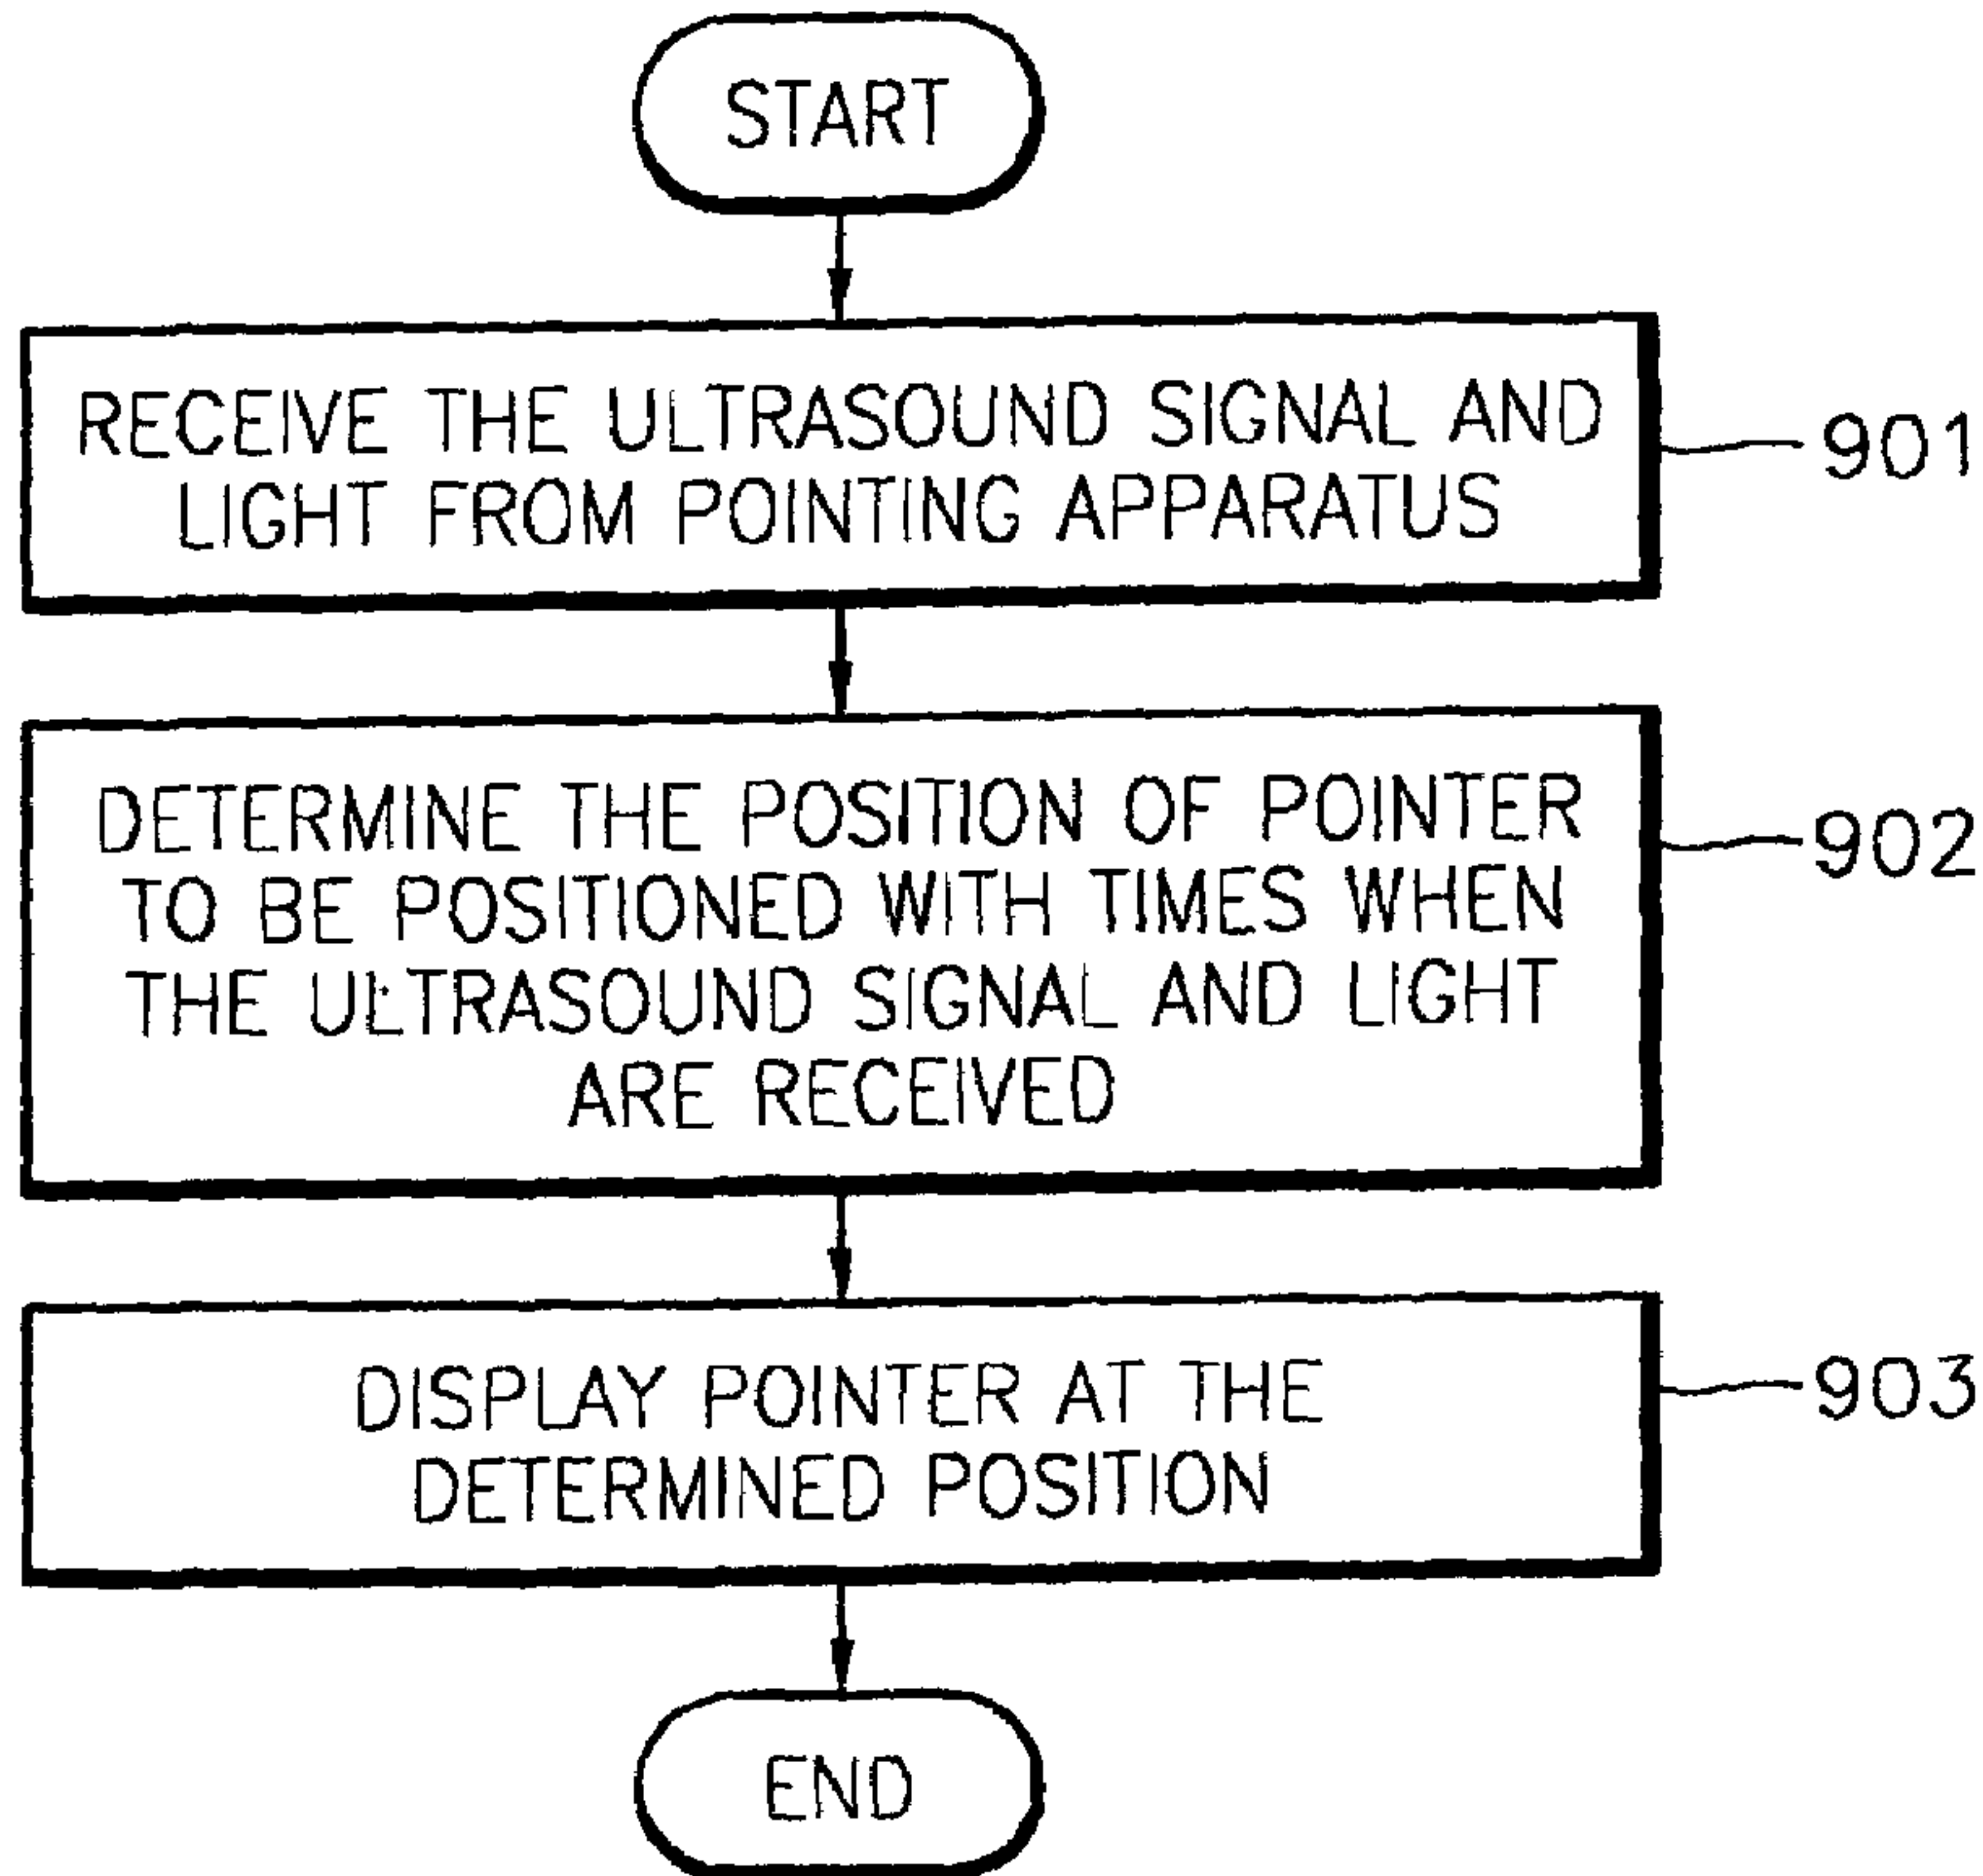 START
RECEIVE THE ULTRASOUND SIGNAL AND
LIGHT FROM POINTING APPARATUS
901
DETERMINE THE POSITION OF POINTER
TO BE POSITIONED WITH TIMES WHEN
THE ULTRASOUND SIGNAL AND LIGHT
ARE RECEIVED
902
DISPLAY POINTER AT THE
DETERMINED POSITION
903
END